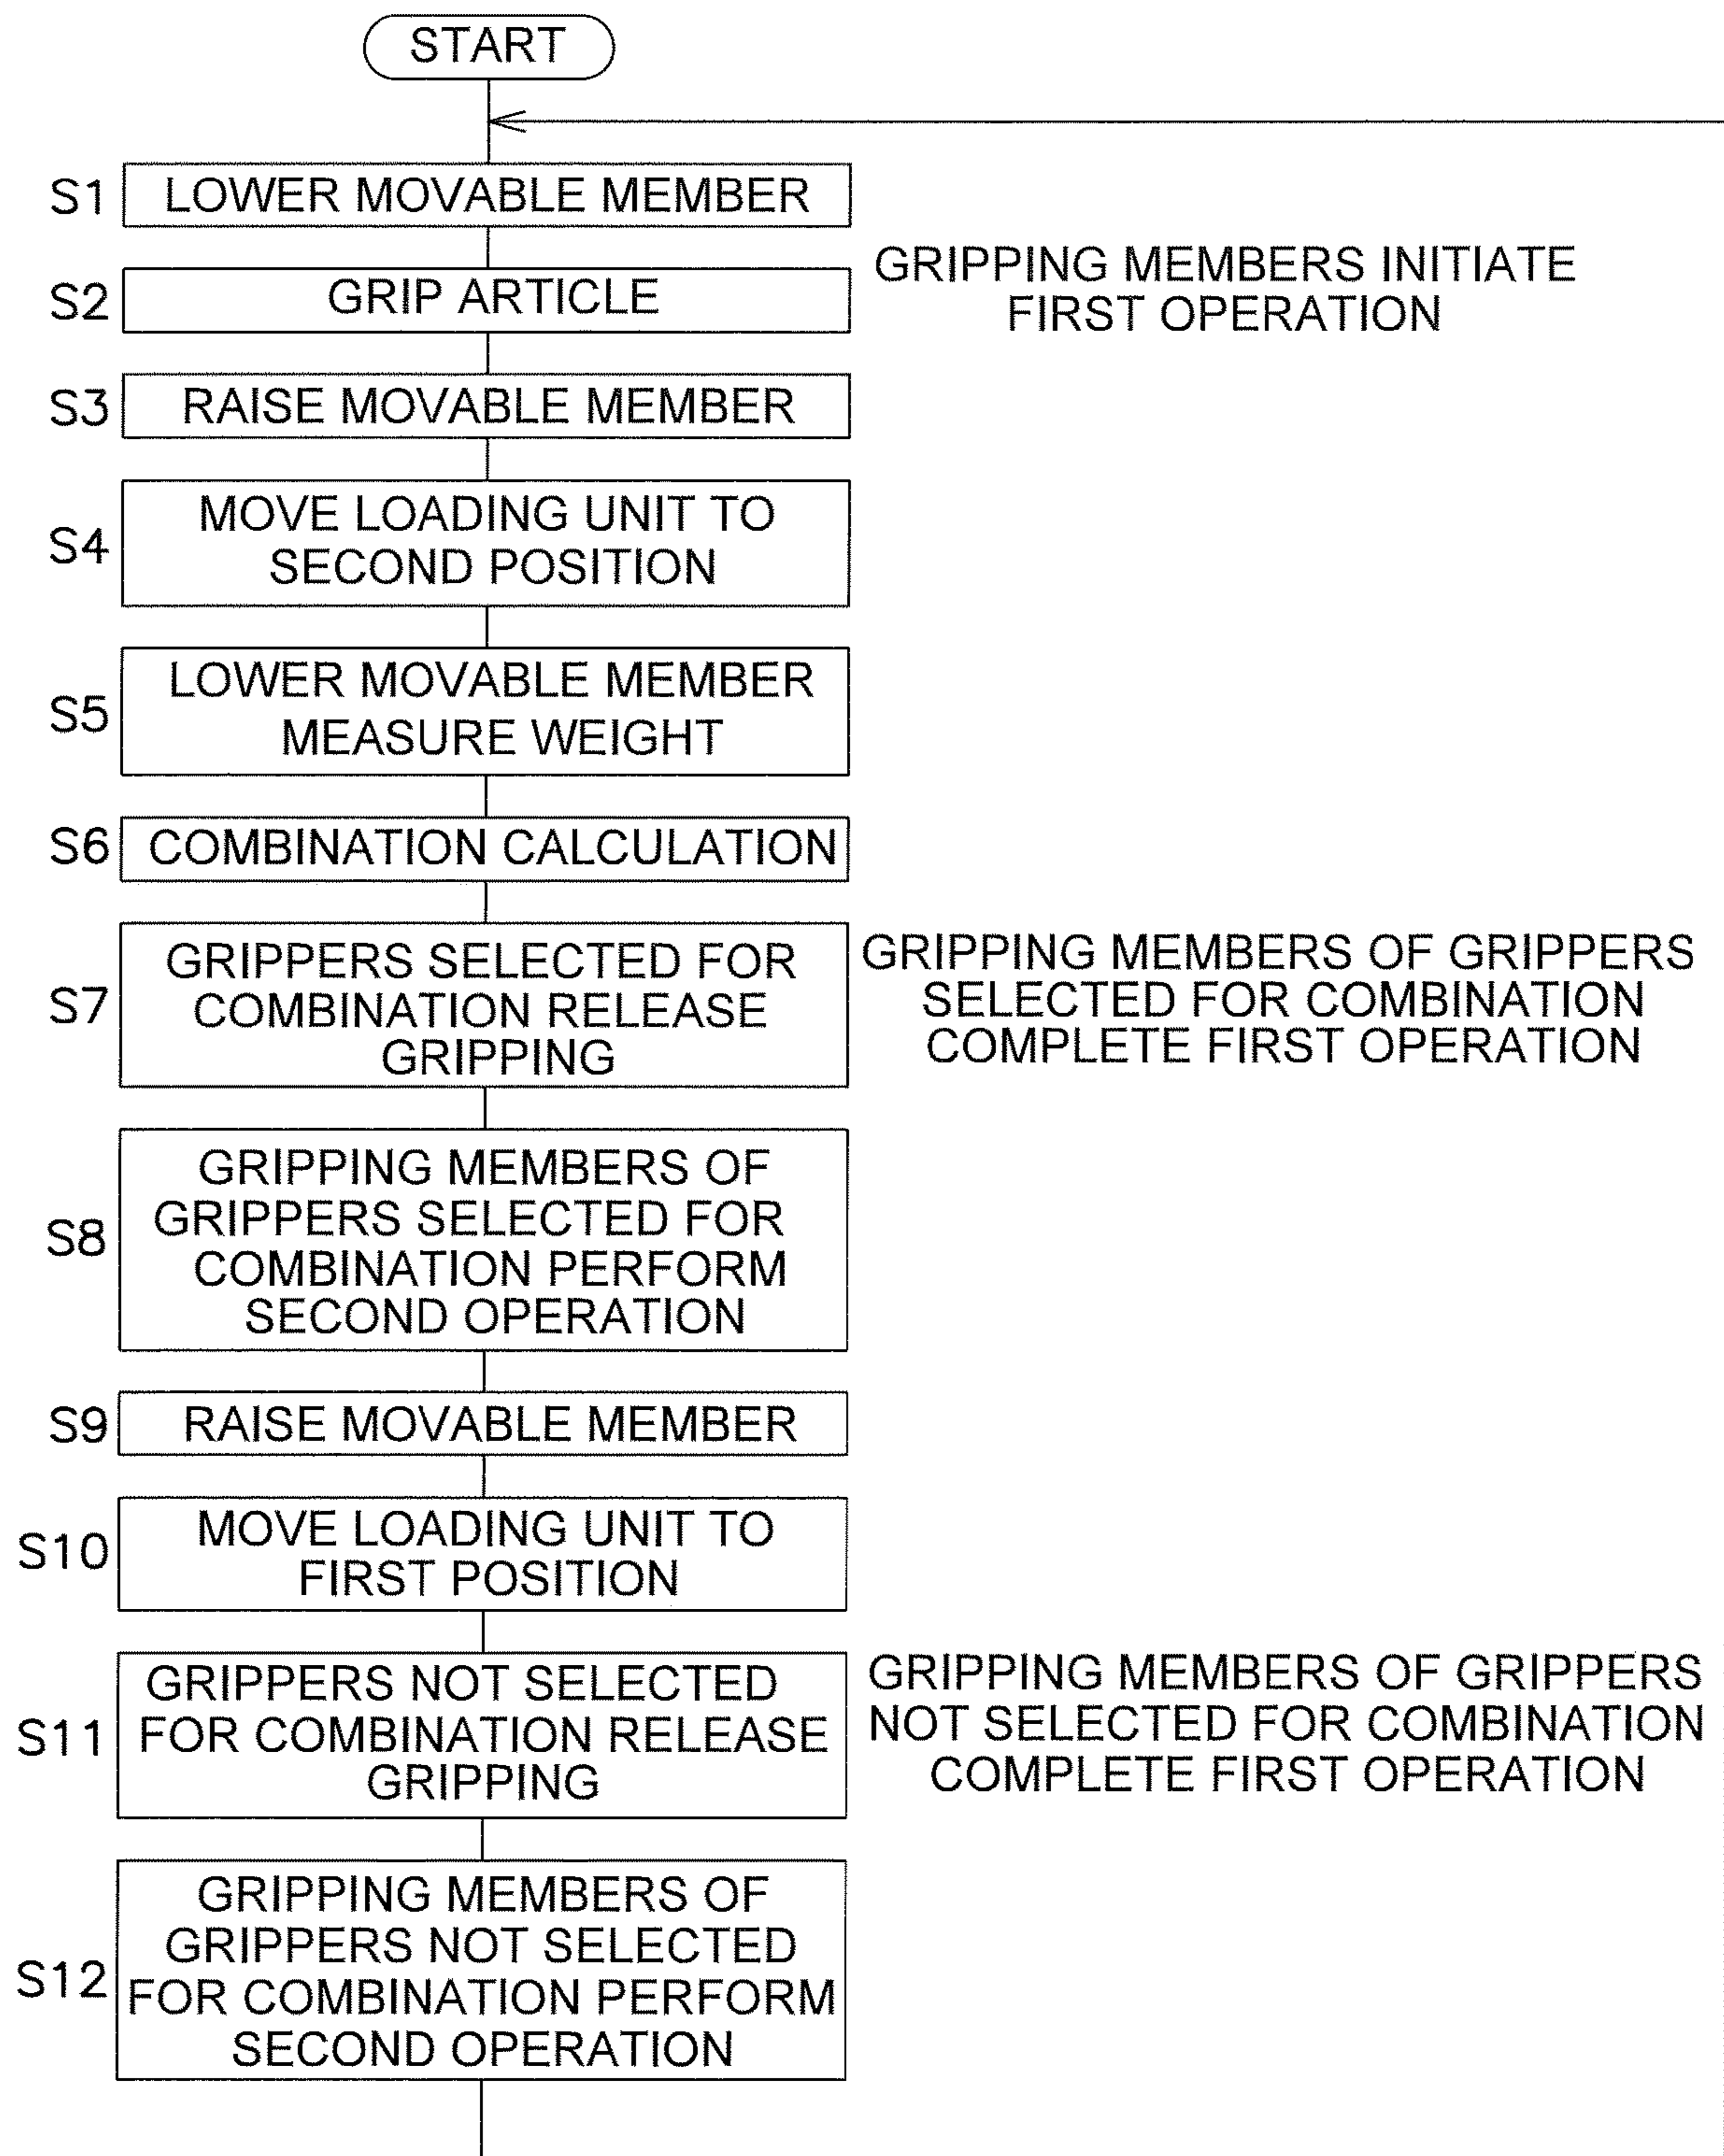 START
S1
LOWER MOVABLE MEMBER
S2
GRIP ARTICLE
GRIPPING MEMBERS INITIATE
FIRST OPERATION
S3
RAISE MOVABLE MEMBER
S4
MOVE LOADING UNIT TO
SECOND POSITION
S5
LOWER MOVABLE MEMBER
MEASURE WEIGHT
S6
COMBINATION CALCULATION
S7
GRIPPERS SELECTED FOR
COMBINATION RELEASE
GRIPPING
GRIPPING MEMBERS OF GRIPPERS
SELECTED FOR COMBINATION
COMPLETE FIRST OPERATION
S8
GRIPPING MEMBERS OF
GRIPPERS SELECTED FOR
COMBINATION PERFORM
SECOND OPERATION
S9
RAISE MOVABLE MEMBER
S10
MOVE LOADING UNIT TO
FIRST POSITION
S11
GRIPPERS NOT SELECTED
FOR COMBINATION RELEASE
GRIPPING
GRIPPING MEMBERS OF GRIPPERS
NOT SELECTED FOR COMBINATION
COMPLETE FIRST OPERATION
S12
GRIPPING MEMBERS OF
GRIPPERS NOT SELECTED
FOR COMBINATION PERFORM
SECOND OPERATION